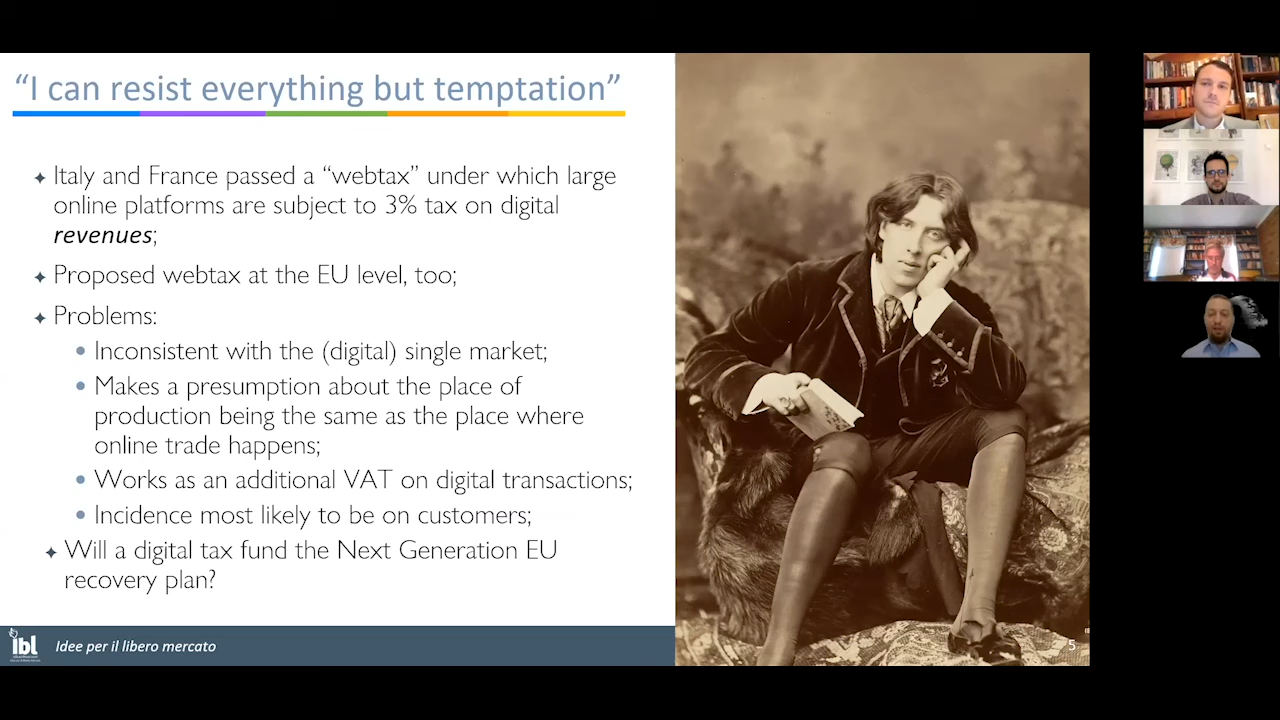 “I can resist everything but temptation”
Italy and France passed a “webtax” under which large
online platforms are subject to 3% tax on digital
revenues;
Proposed webtax at the EU level, too;
Problems:
Inconsistent with the (digital) single market;
Makes a presumption about the place of
production being the same as the place where
online trade happens;
Works as an additional VAT on digital transactions;
Incidence most likely to be on customers;
Will a digital tax fund the Next Generation EU
recovery plan?
ibl
Idee per il libero mercato
5